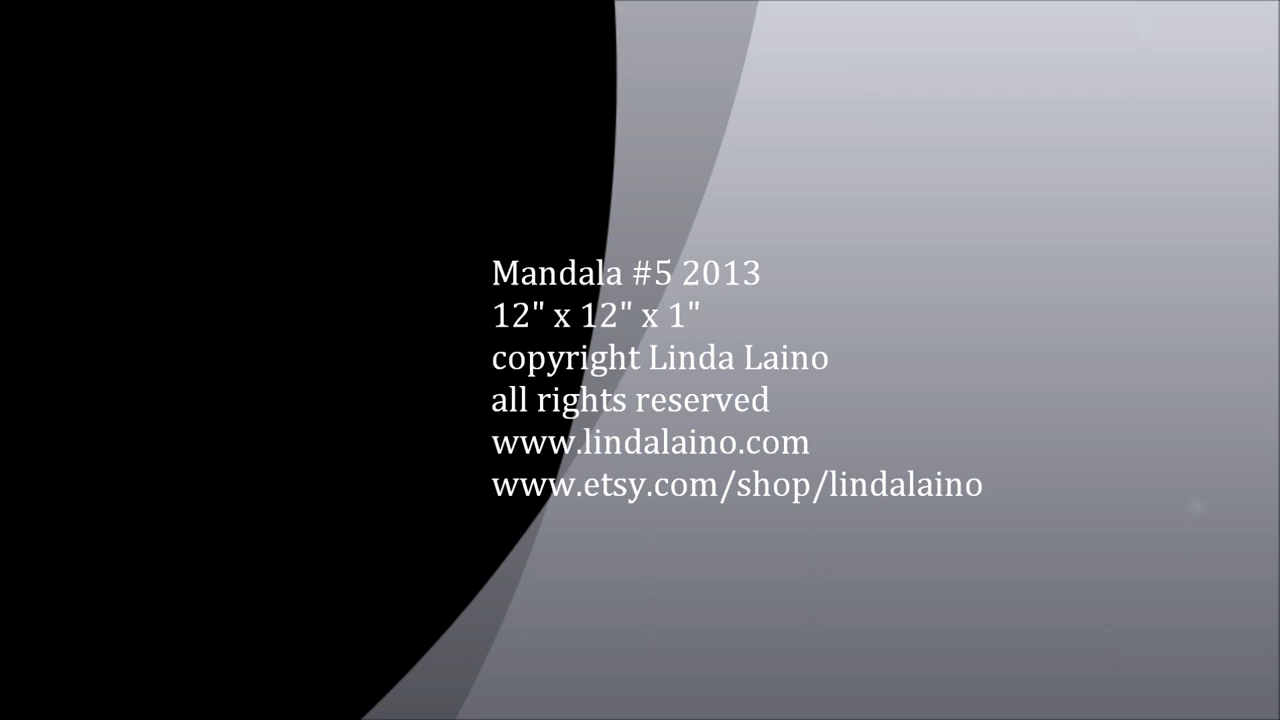 Mandala #5 2013
12" x 12" x 1"
copyright Linda Laino
all rights reserved
www.lindalaino.com
www.etsy.com/shop/lindalaino